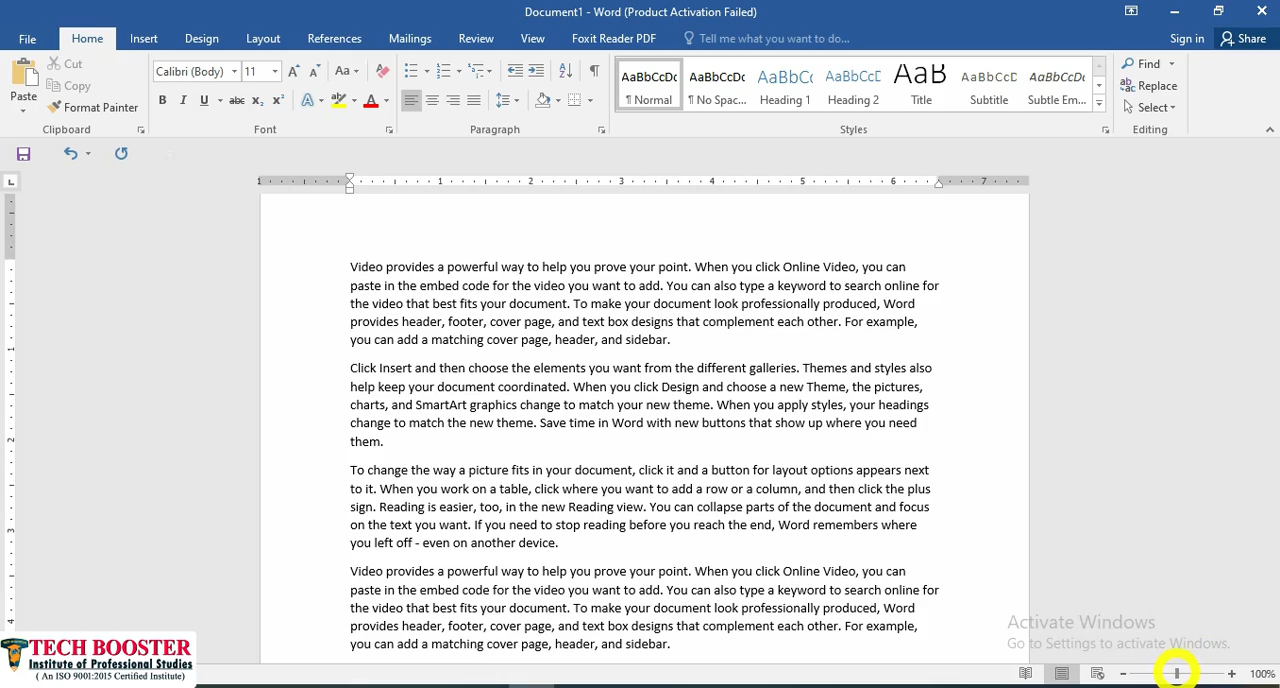 Document1 - Word (Product Activation Failed)
File Home Insert Design Layout References Mailings Review View Foxit Reader PDF Tell me what you want to do... Sign in Share
Paste
Cut
Copy
Format Painter
Clipboard
Calibri (Body) 11
Aa
B I U abc X₂ X²
A A
Font
Paragraph
AaBbCcDc AaBbCcDc AaBbC AaBbCcD AaB AaBbCcD AaBbCcDc
¶ Normal ¶ No Spac... Heading 1 Heading 2 Title Subtitle Subtle Em...
Styles
Find
Replace
Select
Editing
1 1 2 3 4 5 6 7
Video provides a powerful way to help you prove your point. When you click Online Video, you can
paste in the embed code for the video you want to add. You can also type a keyword to search online for
the video that best fits your document. To make your document look professionally produced, Word
provides header, footer, cover page, and text box designs that complement each other. For example,
you can add a matching cover page, header, and sidebar.
Click Insert and then choose the elements you want from the different galleries. Themes and styles also
help keep your document coordinated. When you click Design and choose a new Theme, the pictures,
charts, and SmartArt graphics change to match your new theme. When you apply styles, your headings
change to match the new theme. Save time in Word with new buttons that show up where you need
them.
To change the way a picture fits in your document, click it and a button for layout options appears next
to it. When you work on a table, click where you want to add a row or a column, and then click the plus
sign. Reading is easier, too, in the new Reading view. You can collapse parts of the document and focus
on the text you want. If you need to stop reading before you reach the end, Word remembers where
you left off - even on another device.
Video provides a powerful way to help you prove your point. When you click Online Video, you can
paste in the embed code for the video you want to add. You can also type a keyword to search online for
the video that best fits your document. To make your document look professionally produced, Word
provides header, footer, cover page, and text box designs that complement each other. For example,
you can add a matching cover page, header, and sidebar.
1
2
3
4
Activate Windows
Go to Settings to activate Windows.
TECH BOOSTER
Institute of Professional Studies
( An ISO 9001:2015 Certified Institute)
100%